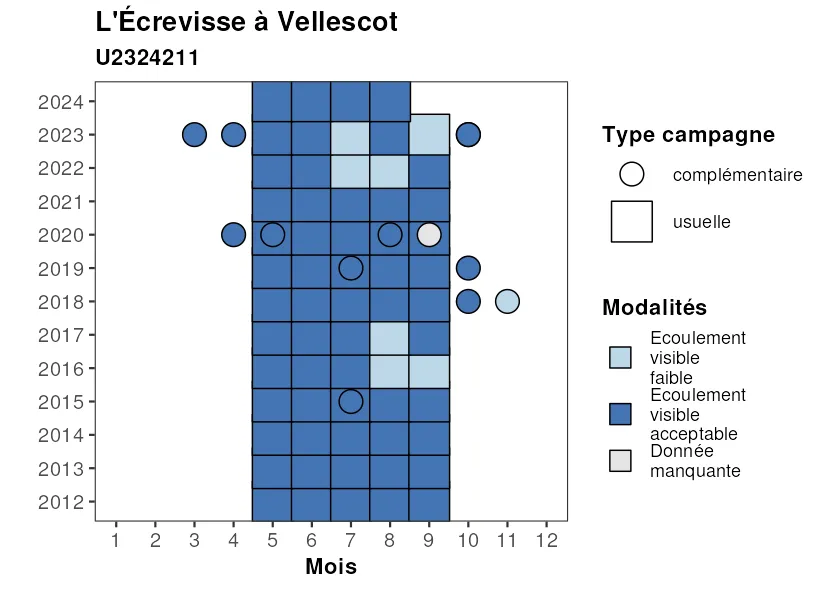 L'Écrevisse à Vellescot
U2324211
2024
2023
2022
2021
2020
2019
2018
2017
2016
2015
2014
2013
2012
1 2 3 4 5 6 7 8 9 10 11 12
Mois
Type campagne
complémentaire
usuelle
Modalités
Ecoulement
visible
faible
Ecoulement
visible
acceptable
Donnée
manquante